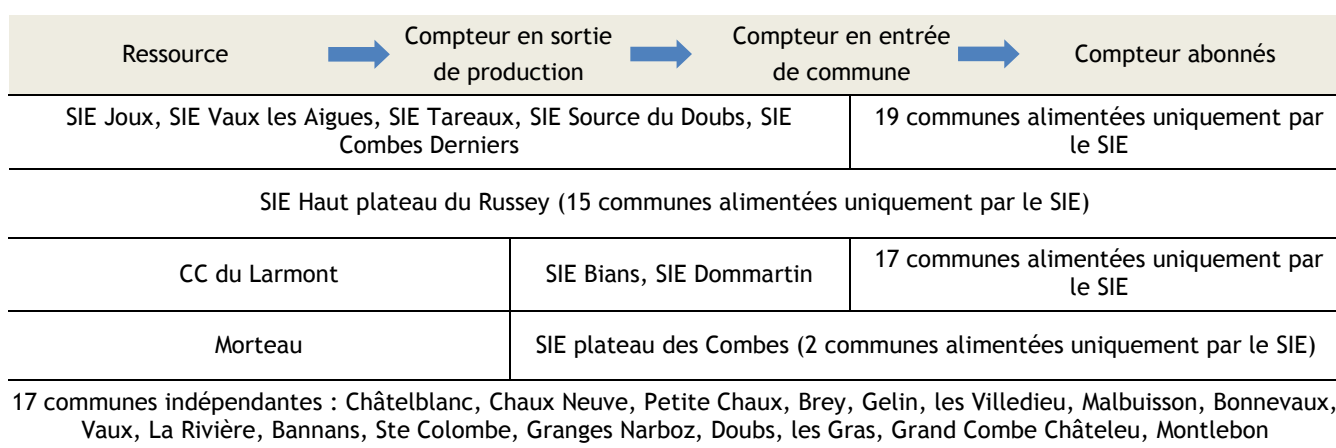 Ressource
Compteur en sortie
de production
Compteur en entrée
de commune
Compteur abonnés
SIE Joux, SIE Vaux les Aigues, SIE Tareaux, SIE Source du Doubs, SIE
Combes Derniers
19 communes alimentées uniquement par
le SIE
SIE Haut plateau du Russey (15 communes alimentées uniquement par le SIE)
CC du Larmont
SIE Bians, SIE Dommartin
17 communes alimentées uniquement par
le SIE
Morteau
SIE plateau des Combes (2 communes alimentées uniquement par le SIE)
17 communes indépendantes : Châtelblanc, Chaux Neuve, Petite Chaux, Brey, Gelin, les Villedieu, Malbuisson, Bonnevaux,
Vaux, La Rivière, Bannans, Ste Colombe, Granges Narboz, Doubs, les Gras, Grand Combe Châteleu, Montlebon